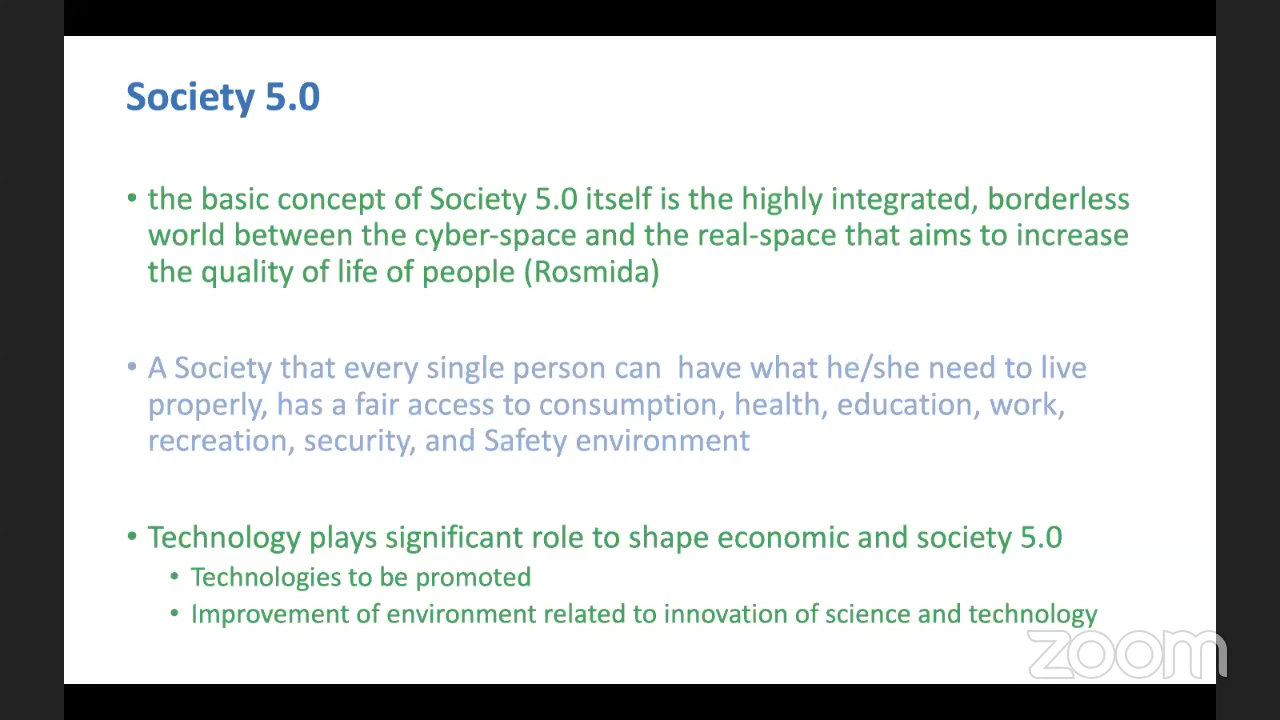 Society 5.0
• the basic concept of Society 5.0 itself is the highly integrated, borderless
world between the cyber-space and the real-space that aims to increase
the quality of life of people (Rosmida)
• A Society that every single person can  have what he/she need to live
properly, has a fair access to consumption, health, education, work,
recreation, security, and Safety environment
• Technology plays significant role to shape economic and society 5.0
• Technologies to be promoted
• Improvement of environment related to innovation of science and technology
zoom